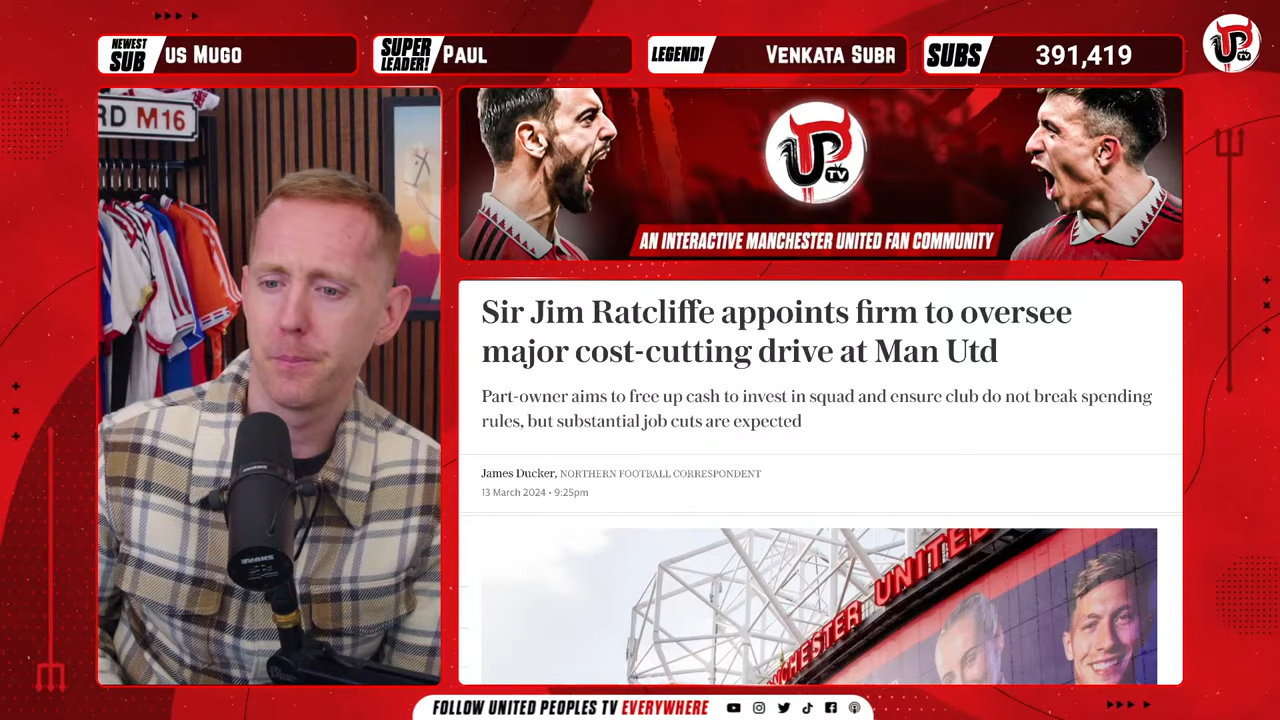 NEWEST SUB
us Mugo
SUPER LEADER!
Paul
LEGEND!
Venkata Subr
SUBS
391,419
UP TV
RD M16
UP TV
AN INTERACTIVE MANCHESTER UNITED FAN COMMUNITY
Sir Jim Ratcliffe appoints firm to oversee
major cost-cutting drive at Man Utd
Part-owner aims to free up cash to invest in squad and ensure club do not break spending
rules, but substantial job cuts are expected
James Ducker, NORTHERN FOOTBALL CORRESPONDENT
13 March 2024 • 9:25pm
NCHESTER UNITED
FOLLOW UNITED PEOPLES TV EVERYWHERE